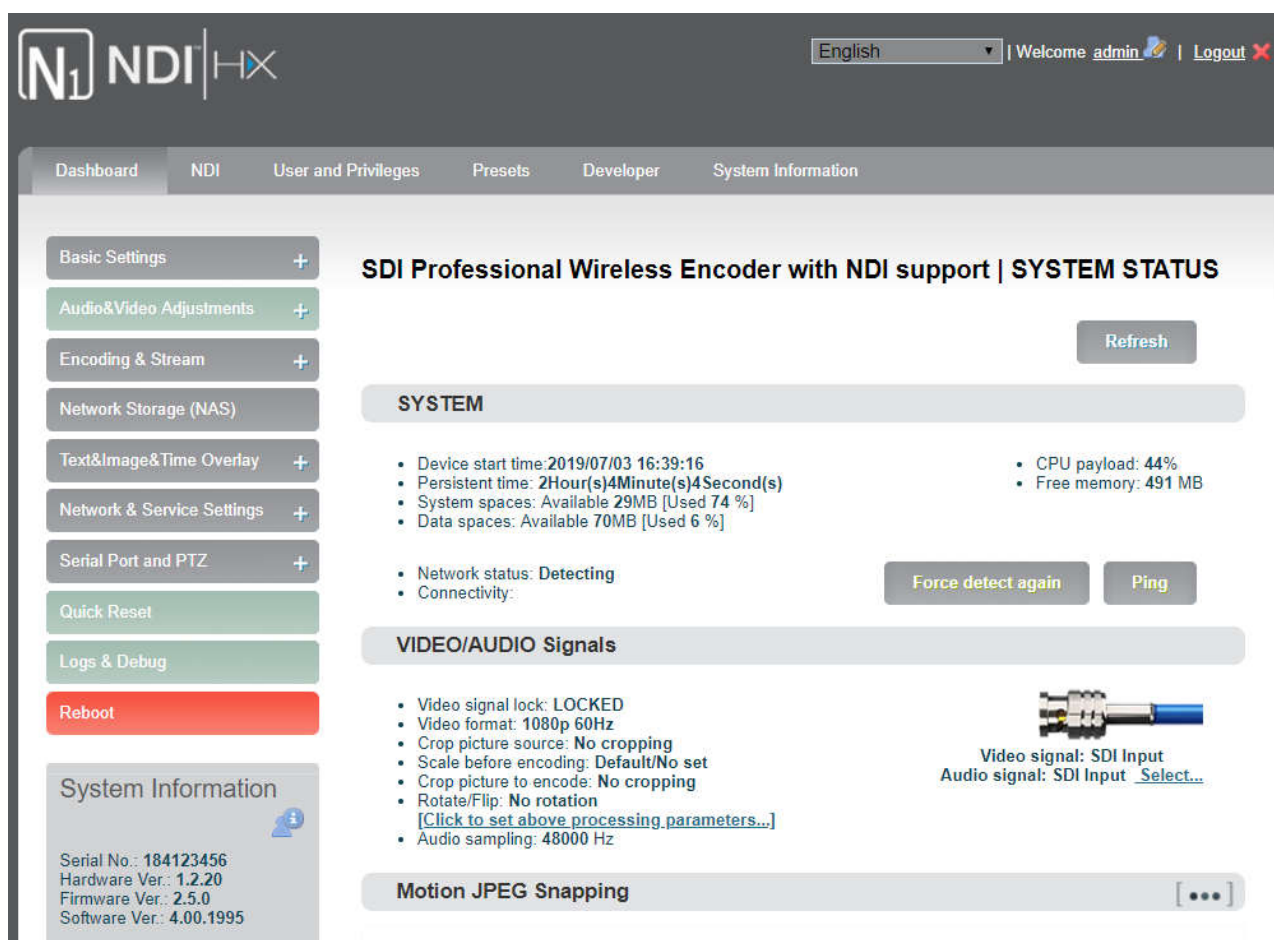 N1 NDI™ HX
English | Welcome admin | Logout
Dashboard NDI User and Privileges Presets Developer System Information
Basic Settings +
Audio&Video Adjustments +
Encoding & Stream +
Network Storage (NAS)
Text&Image&Time Overlay +
Network & Service Settings +
Serial Port and PTZ +
Quick Reset
Logs & Debug
Reboot
System Information
Serial No.: 184123456
Hardware Ver.: 1.2.20
Firmware Ver.: 2.5.0
Software Ver.: 4.00.1995
SDI Professional Wireless Encoder with NDI support | SYSTEM STATUS
Refresh
SYSTEM
• Device start time:2019/07/03 16:39:16
• Persistent time: 2Hour(s)4Minute(s)4Second(s)
• System spaces: Available 29MB [Used 74 %]
• Data spaces: Available 70MB [Used 6 %]
• CPU payload: 44%
• Free memory: 491 MB
• Network status: Detecting
• Connectivity:
Force detect again Ping
VIDEO/AUDIO Signals
• Video signal lock: LOCKED
• Video format: 1080p 60Hz
• Crop picture source: No cropping
• Scale before encoding: Default/No set
• Crop picture to encode: No cropping
• Rotate/Flip: No rotation
[Click to set above processing parameters...]
• Audio sampling: 48000 Hz
Video signal: SDI Input
Audio signal: SDI Input Select...
Motion JPEG Snapping [•••]